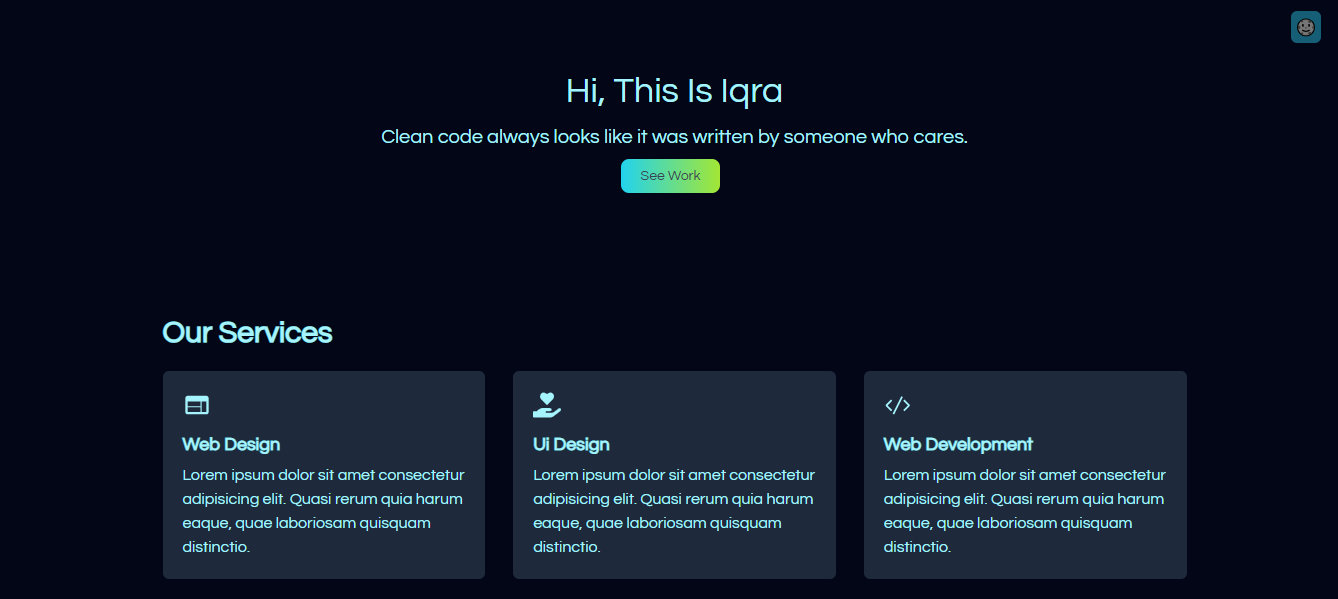 Hi, This Is Iqra
Clean code always looks like it was written by someone who cares.
See Work
Our Services
Web Design
Lorem ipsum dolor sit amet consectetur
adipisicing elit. Quasi rerum quia harum
eaque, quae laboriosam quisquam
distinctio.
Ui Design
Lorem ipsum dolor sit amet consectetur
adipisicing elit. Quasi rerum quia harum
eaque, quae laboriosam quisquam
distinctio.
Web Development
Lorem ipsum dolor sit amet consectetur
adipisicing elit. Quasi rerum quia harum
eaque, quae laboriosam quisquam
distinctio.